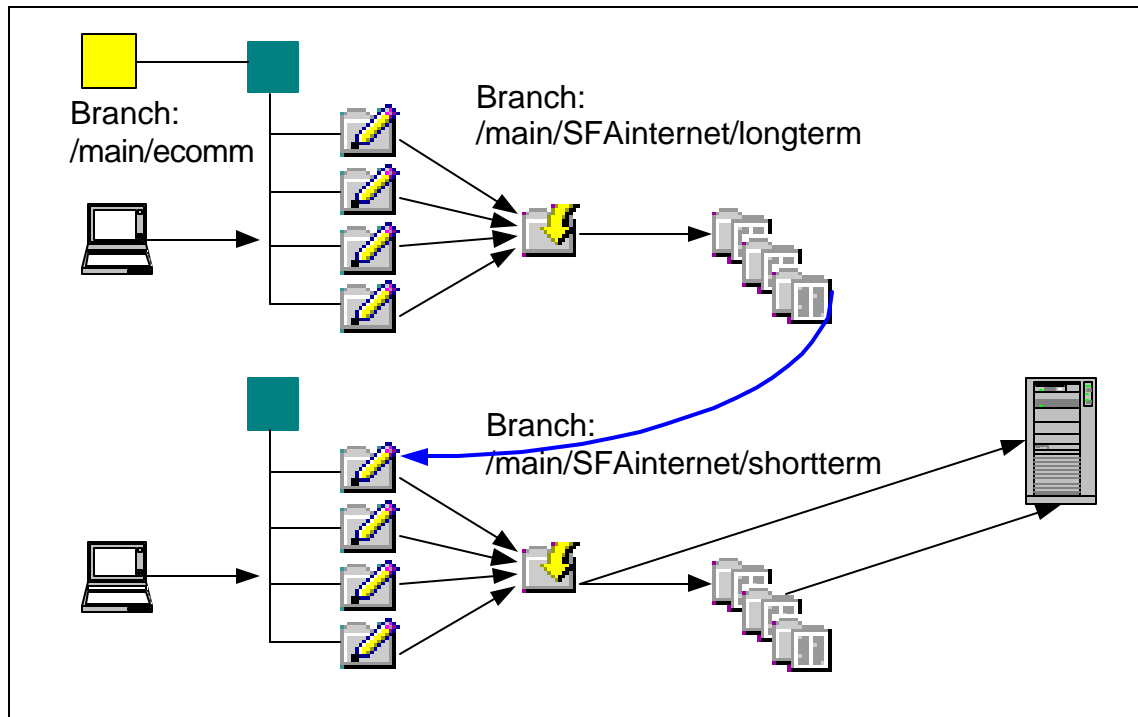 Branch:
/main/ecomm
Branch:
/main/SFAinternet/longterm
Branch:
/main/SFAinternet/shortterm